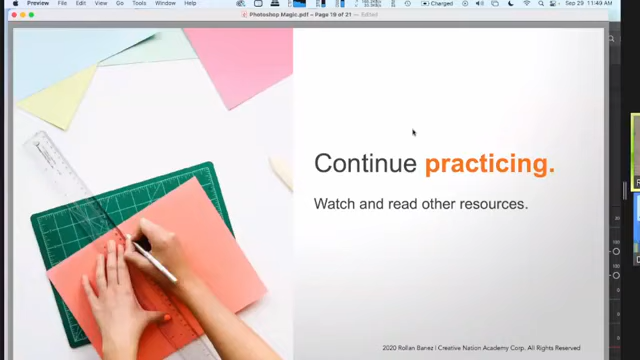 Preview File Edit View Go Tools Window Help
Charged
Sep 29 11:49 AM
Photoshop Magic.pdf – Page 19 of 21 — Edited
Continue practicing.
Watch and read other resources.
2020 Rollan Banez I Creative Nation Academy Corp. All Rights Reserved